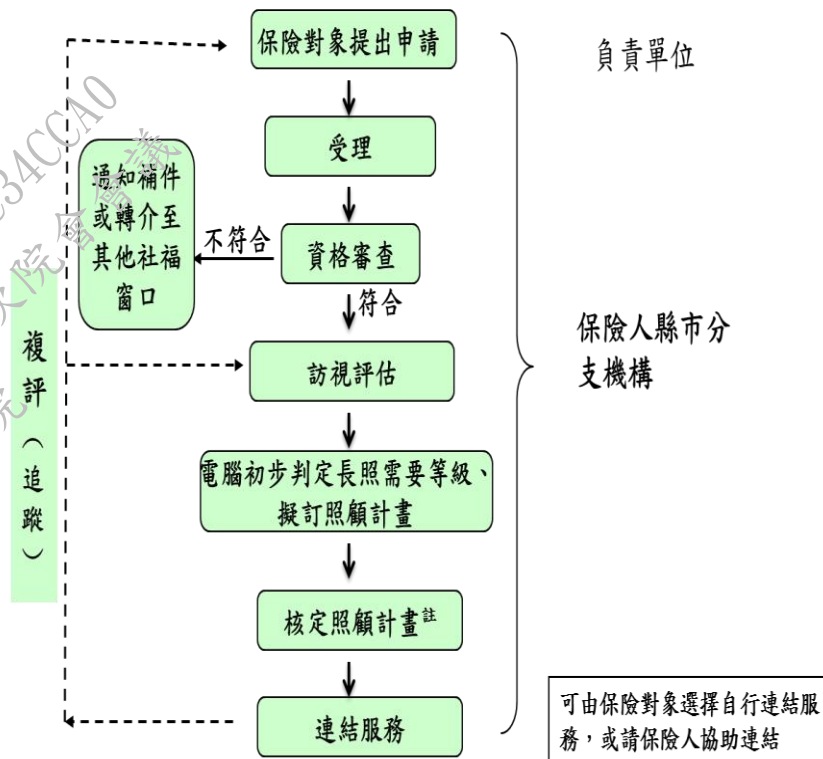 保險對象提出申請
負責單位
受理
通知補件
或轉介至
其他社福
窗口
不符合
資格審查
符合
保險人縣市分
支機構
複評（追蹤）
訪視評估
電腦初步判定長照需要等級、
擬訂照顧計畫
核定照顧計畫註
連結服務
可由保險對象選擇自行連結服
務，或請保險人協助連結